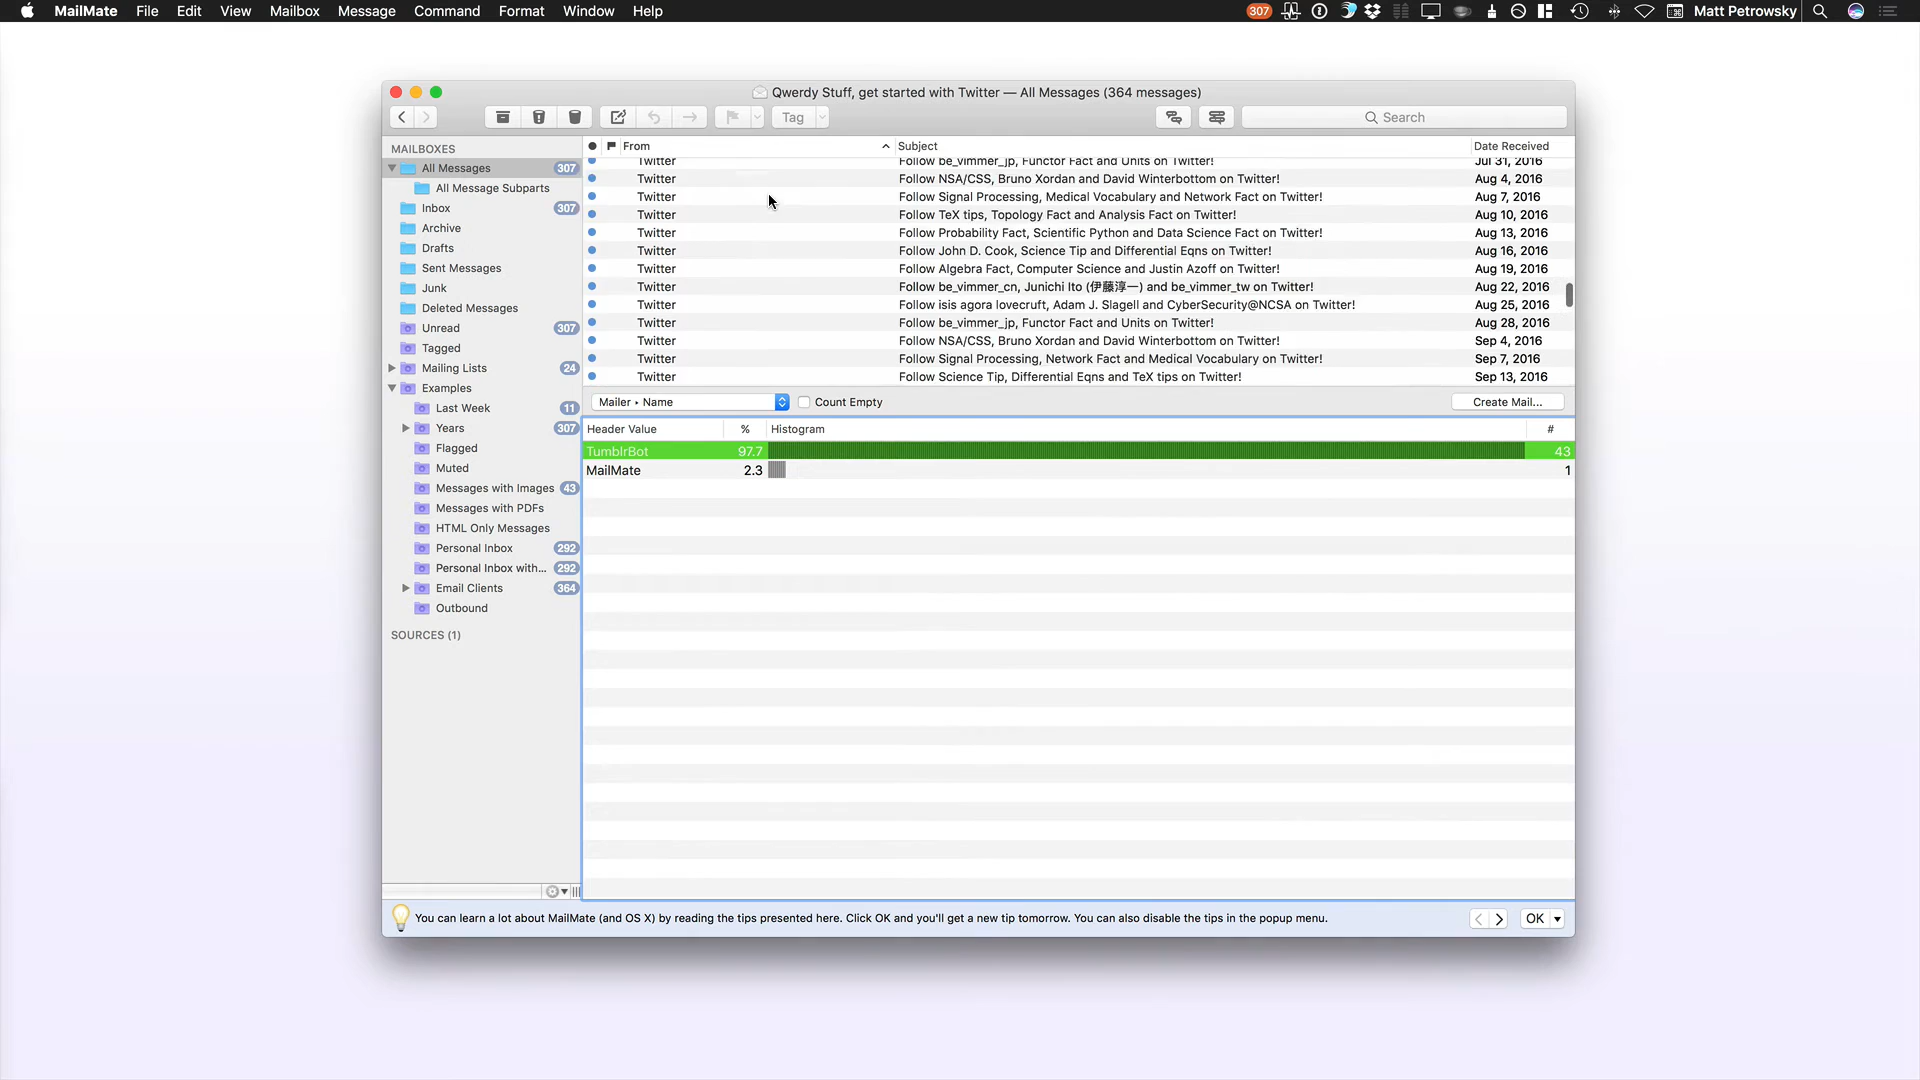 MailMate File Edit View Mailbox Message Command Format Window Help 307 Matt Petrowsky
Qwerdy Stuff, get started with Twitter — All Messages (364 messages)
Tag Search
MAILBOXES
All Messages 307
All Message Subparts
Inbox 307
Archive
Drafts
Sent Messages
Junk
Deleted Messages
Unread 307
Tagged
Mailing Lists 24
Examples
Last Week 11
Years 307
Flagged
Muted
Messages with Images 43
Messages with PDFs
HTML Only Messages
Personal Inbox 292
Personal Inbox with... 292
Email Clients 364
Outbound
SOURCES (1)
From Subject Date Received
Twitter Follow be_vimmer_jp, Functor Fact and Units on Twitter! Jul 31, 2016
Twitter Follow NSA/CSS, Bruno Xordan and David Winterbottom on Twitter! Aug 4, 2016
Twitter Follow Signal Processing, Medical Vocabulary and Network Fact on Twitter! Aug 7, 2016
Twitter Follow TeX tips, Topology Fact and Analysis Fact on Twitter! Aug 10, 2016
Twitter Follow Probability Fact, Scientific Python and Data Science Fact on Twitter! Aug 13, 2016
Twitter Follow John D. Cook, Science Tip and Differential Eqns on Twitter! Aug 16, 2016
Twitter Follow Algebra Fact, Computer Science and Justin Azoff on Twitter! Aug 19, 2016
Twitter Follow be_vimmer_cn, Junichi Ito (伊藤淳一) and be_vimmer_tw on Twitter! Aug 22, 2016
Twitter Follow isis agora lovecruft, Adam J. Slagell and CyberSecurity@NCSA on Twitter! Aug 25, 2016
Twitter Follow be_vimmer_jp, Functor Fact and Units on Twitter! Aug 28, 2016
Twitter Follow NSA/CSS, Bruno Xordan and David Winterbottom on Twitter! Sep 4, 2016
Twitter Follow Signal Processing, Network Fact and Medical Vocabulary on Twitter! Sep 7, 2016
Twitter Follow Science Tip, Differential Eqns and TeX tips on Twitter! Sep 13, 2016
Mailer ▸ Name Count Empty Create Mail...
Header Value % Histogram #
TumblrBot 97.7 43
MailMate 2.3 1
You can learn a lot about MailMate (and OS X) by reading the tips presented here. Click OK and you'll get a new tip tomorrow. You can also disable the tips in the popup menu. OK